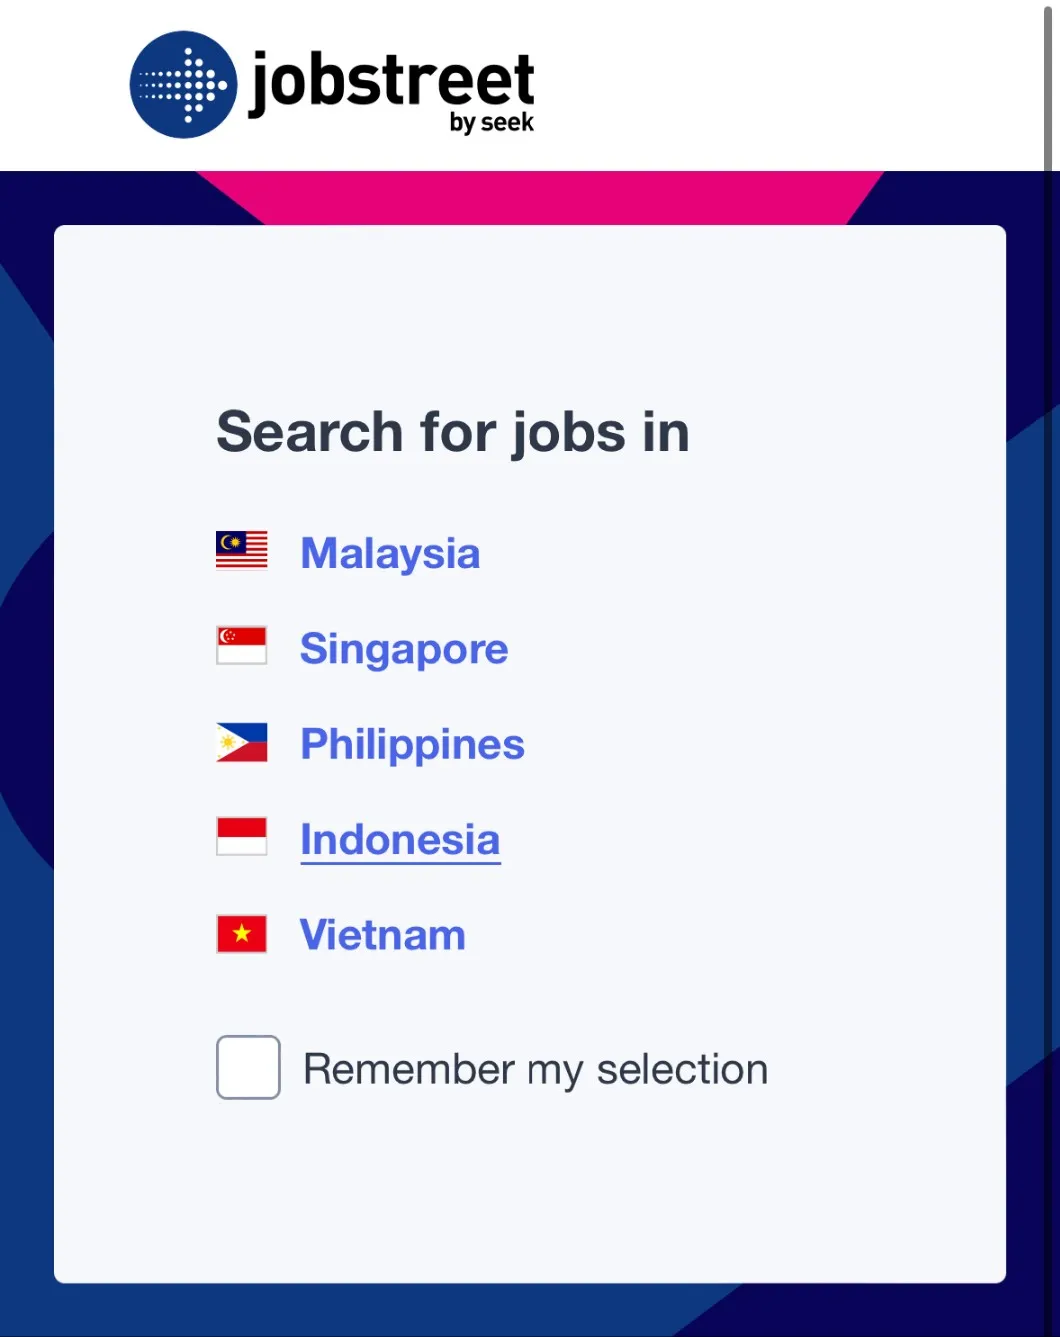 jobstreet
by seek
Search for jobs in
Malaysia
Singapore
Philippines
Indonesia
Vietnam
Remember my selection